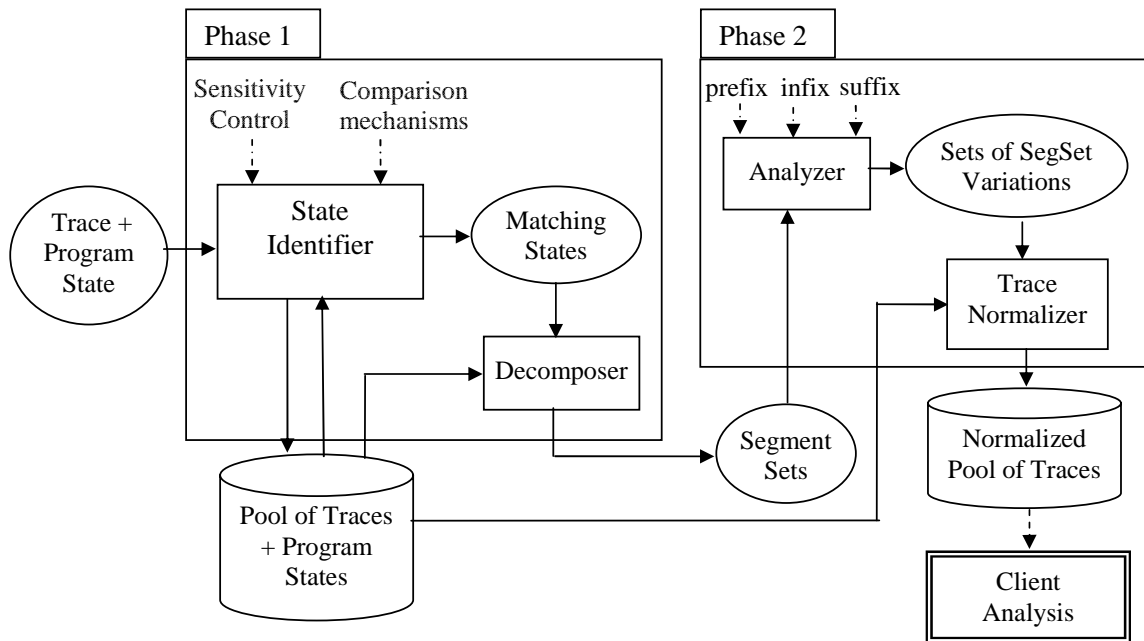 Phase 1
Sensitivity
Control
Comparison
mechanisms
Trace +
Program
State
State
Identifier
Matching
States
Decomposer
Pool of Traces
+ Program
States
Segment
Sets
Phase 2
prefix infix suffix
Analyzer
Sets of SegSet
Variations
Trace
Normalizer
Normalized
Pool of Traces
Client
Analysis